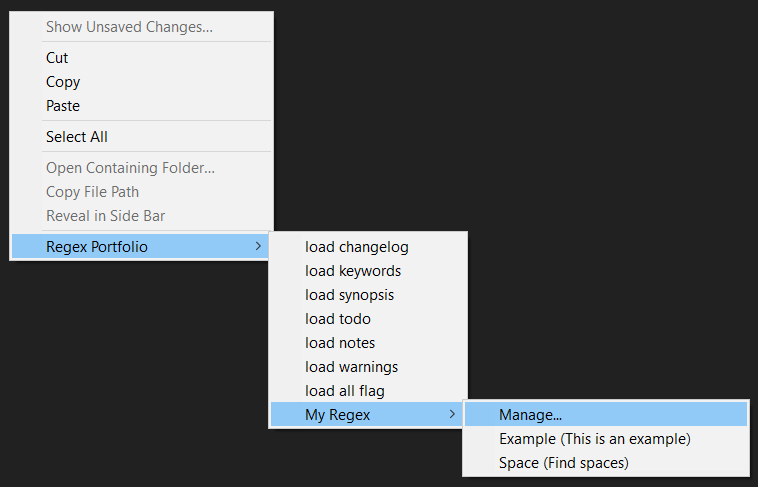 Show Unsaved Changes...
Cut
Copy
Paste
Select All
Open Containing Folder...
Copy File Path
Reveal in Side Bar
Regex Portfolio
load changelog
load keywords
load synopsis
load todo
load notes
load warnings
load all flag
My Regex
Manage...
Example (This is an example)
Space (Find spaces)